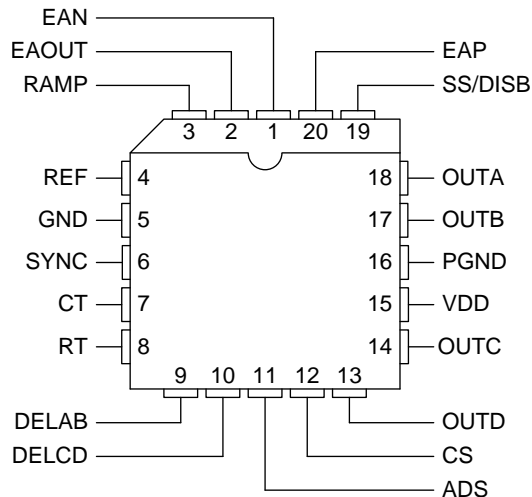 EAN
EAOUT EAP
RAMP SS/DISB
3 2 1 20 19
REF 4 18 OUTA
GND 5 17 OUTB
SYNC 6 16 PGND
CT 7 15 VDD
RT 8 14 OUTC
9 10 11 12 13
DELAB OUTD
DELCD CS
ADS